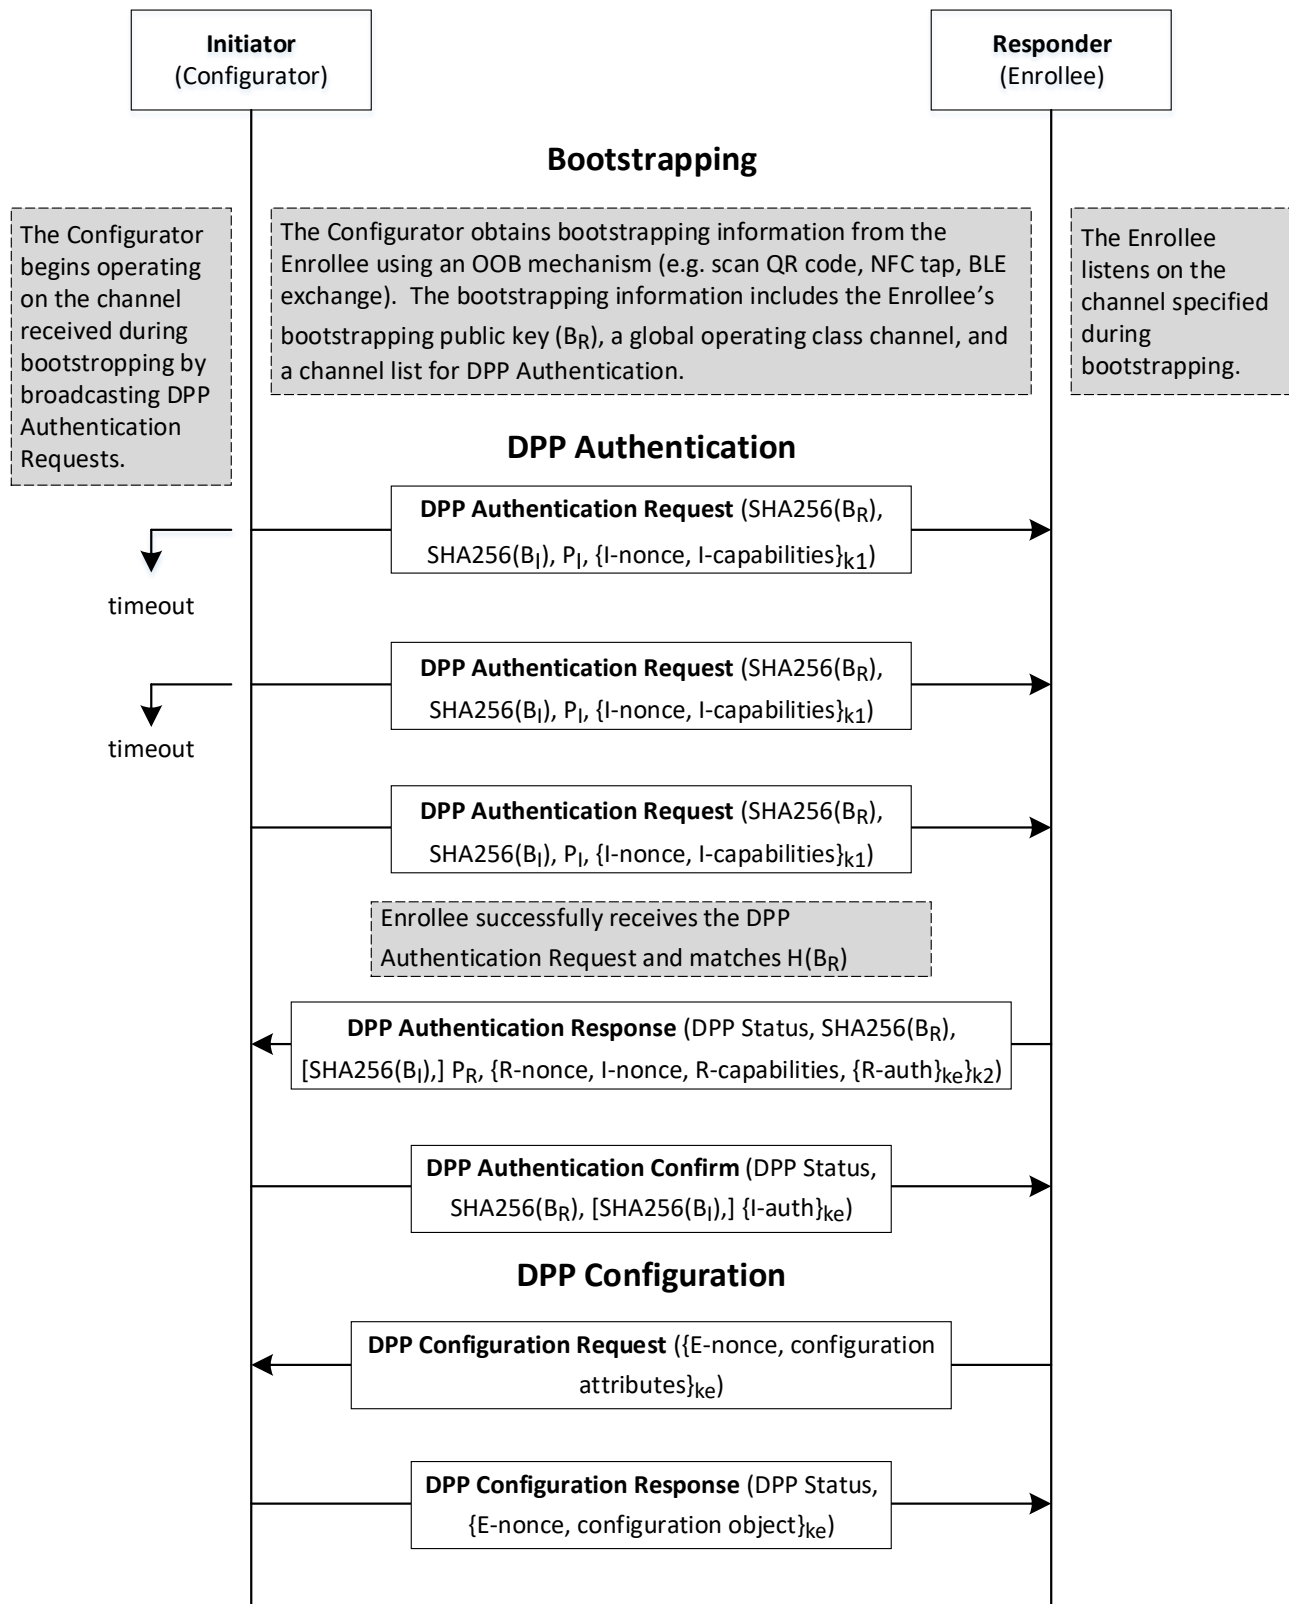 Initiator
(Configurator)
Responder
(Enrollee)
Bootstrapping
The Configurator
begins operating
on the channel
received during
bootstropping by
broadcasting DPP
Authentication
Requests.
The Configurator obtains bootstrapping information from the
Enrollee using an OOB mechanism (e.g. scan QR code, NFC tap, BLE
exchange).  The bootstrapping information includes the Enrollee’s
bootstrapping public key (BR), a global operating class channel, and
a channel list for DPP Authentication.
The Enrollee
listens on the
channel specified
during
bootstrapping.
DPP Authentication
DPP Authentication Request (SHA256(BR),
SHA256(BI), PI, {I-nonce, I-capabilities}k1)
timeout
DPP Authentication Request (SHA256(BR),
SHA256(BI), PI, {I-nonce, I-capabilities}k1)
timeout
DPP Authentication Request (SHA256(BR),
SHA256(BI), PI, {I-nonce, I-capabilities}k1)
Enrollee successfully receives the DPP
Authentication Request and matches H(BR)
DPP Authentication Response (DPP Status, SHA256(BR),
[SHA256(BI),] PR, {R-nonce, I-nonce, R-capabilities, {R-auth}ke}k2)
DPP Authentication Confirm (DPP Status,
SHA256(BR), [SHA256(BI),] {I-auth}ke)
DPP Configuration
DPP Configuration Request ({E-nonce, configuration
attributes}ke)
DPP Configuration Response (DPP Status,
{E-nonce, configuration object}ke)